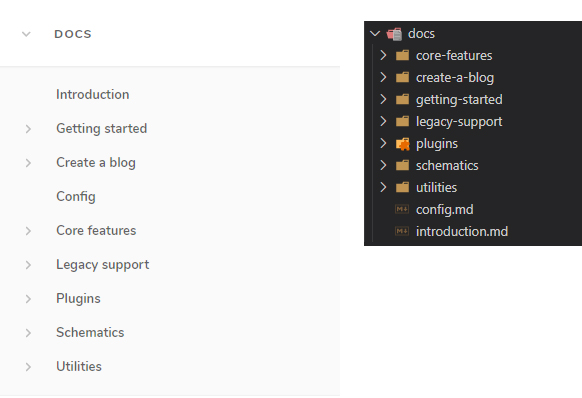 DOCS
Introduction
Getting started
Create a blog
Config
Core features
Legacy support
Plugins
Schematics
Utilities
docs
core-features
create-a-blog
getting-started
legacy-support
plugins
schematics
utilities
config.md
introduction.md